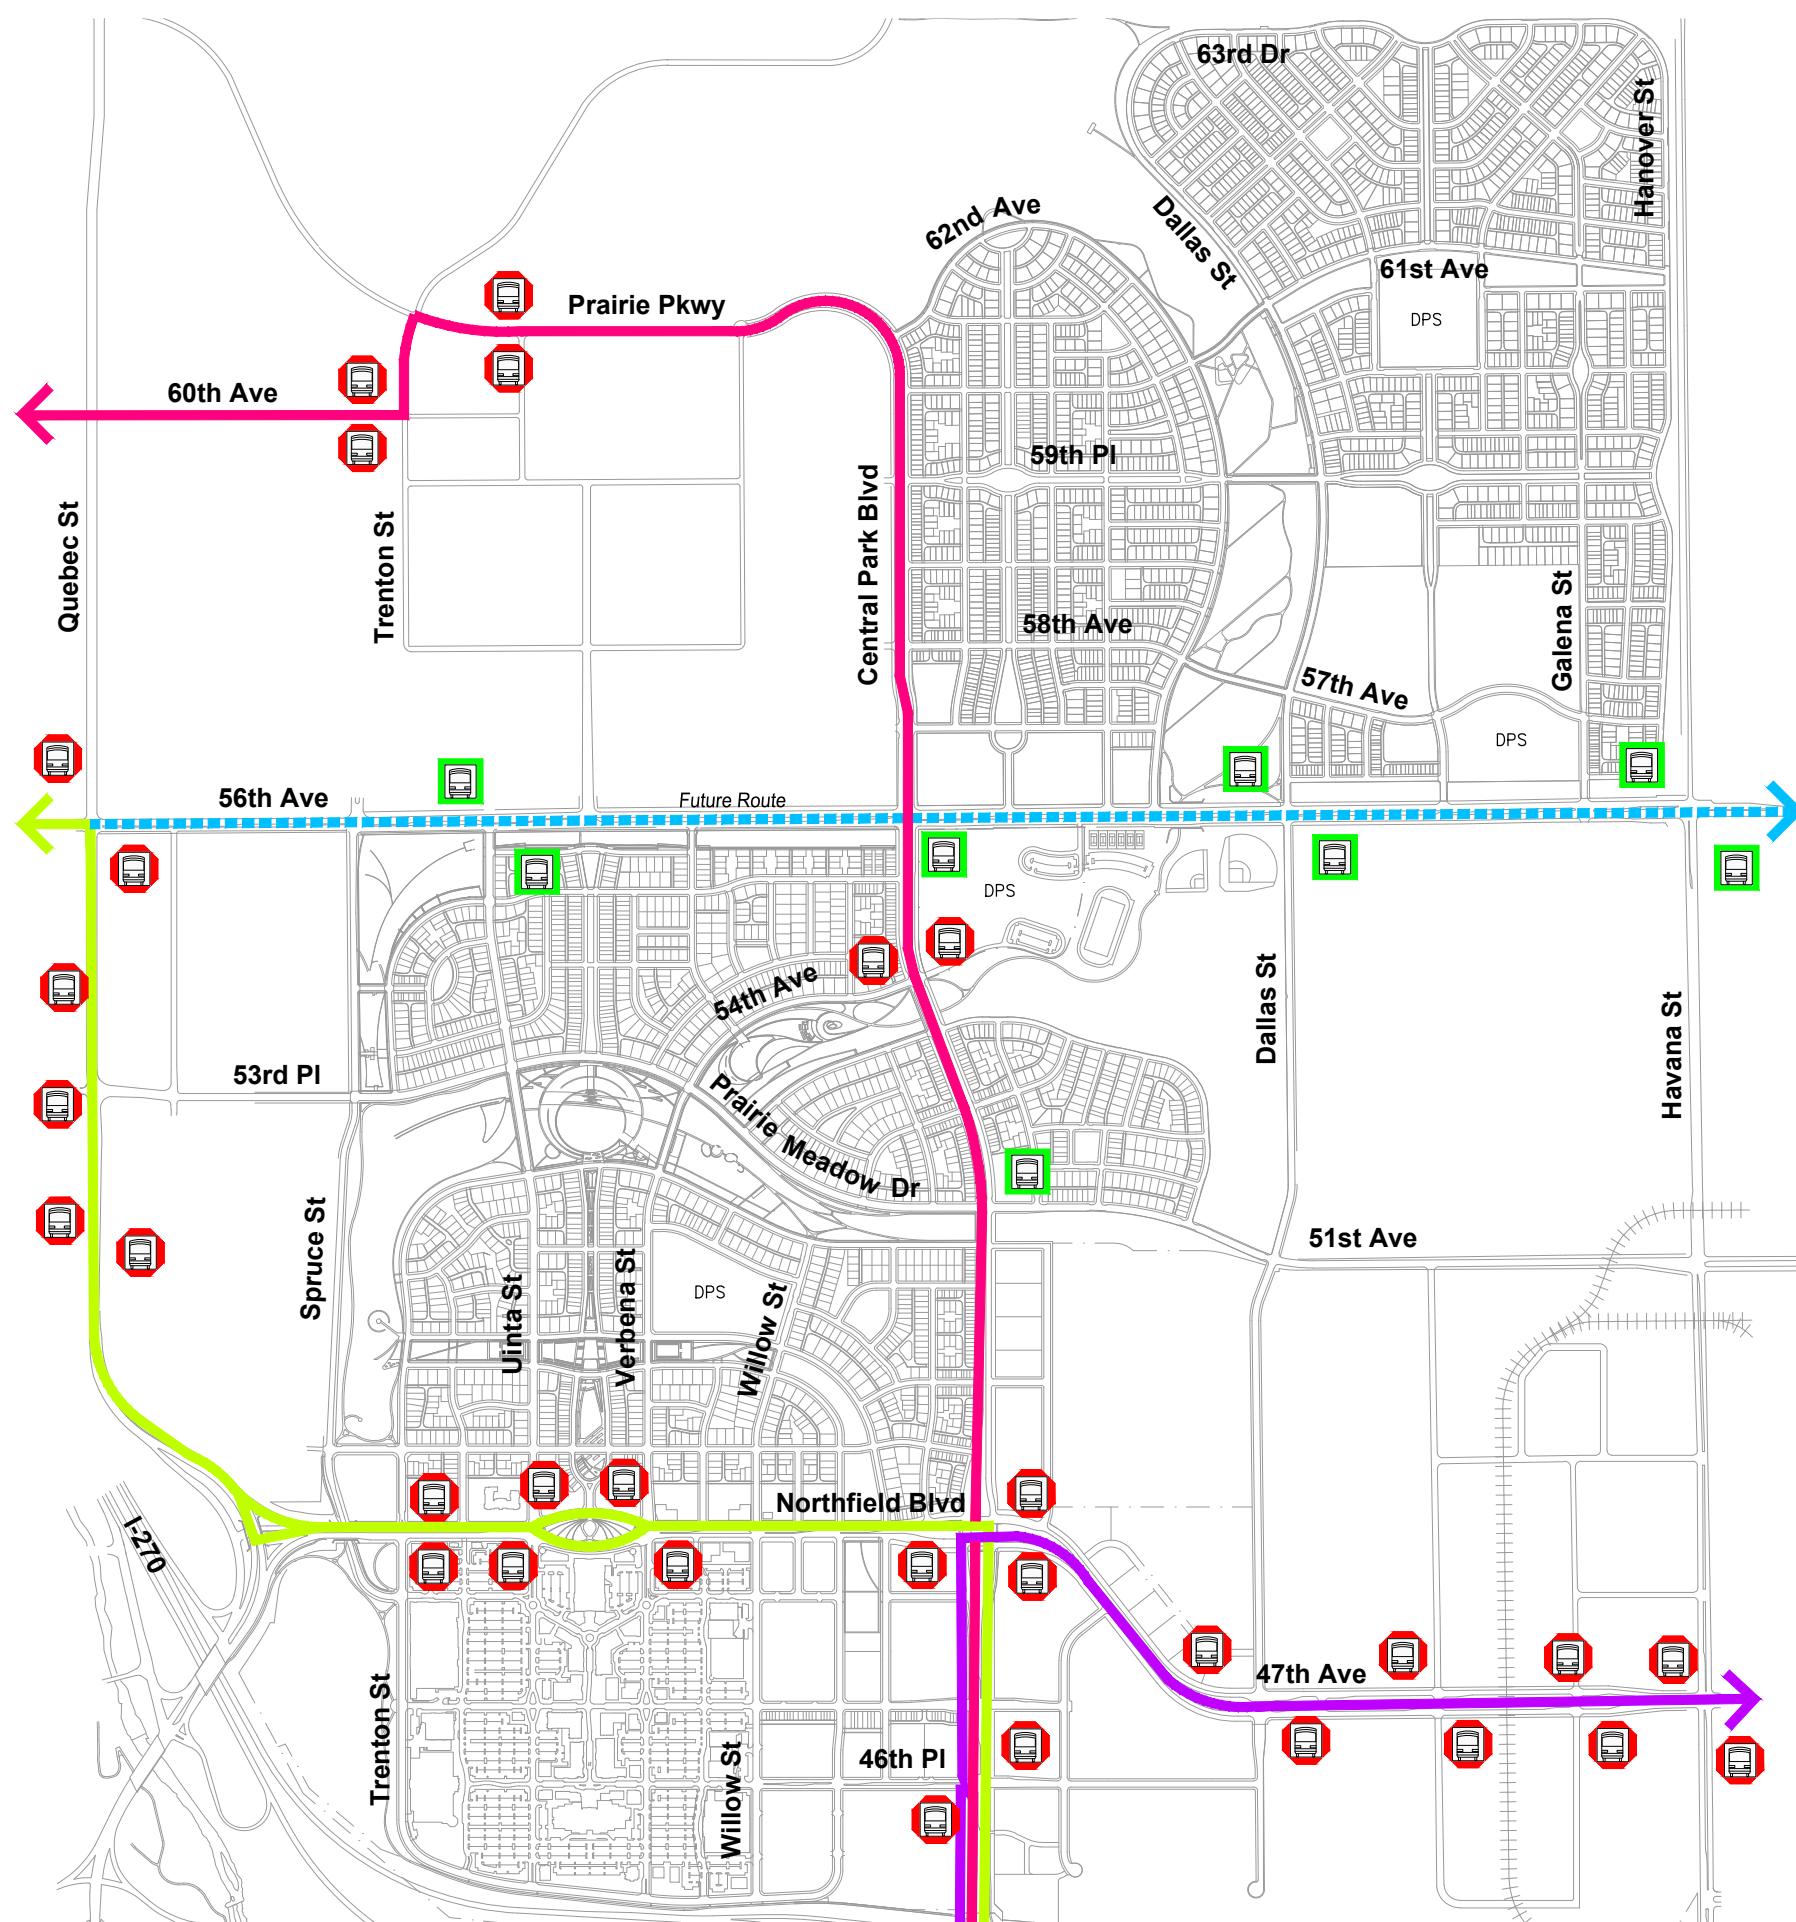 63rd Dr
Hanover St
62nd Ave
Dallas St
61st Ave
Prairie Pkwy
DPS
60th Ave
59th Pl
Quebec St
Trenton St
Central Park Blvd
58th Ave
Galena St
57th Ave
DPS
56th Ave
Future Route
DPS
54th Ave
Dallas St
Havana St
53rd Pl
Prairie Meadow Dr
Spruce St
51st Ave
Uinta St
Verbena St
DPS
Willow St
Northfield Blvd
I-270
47th Ave
Trenton St
Willow St
46th Pl